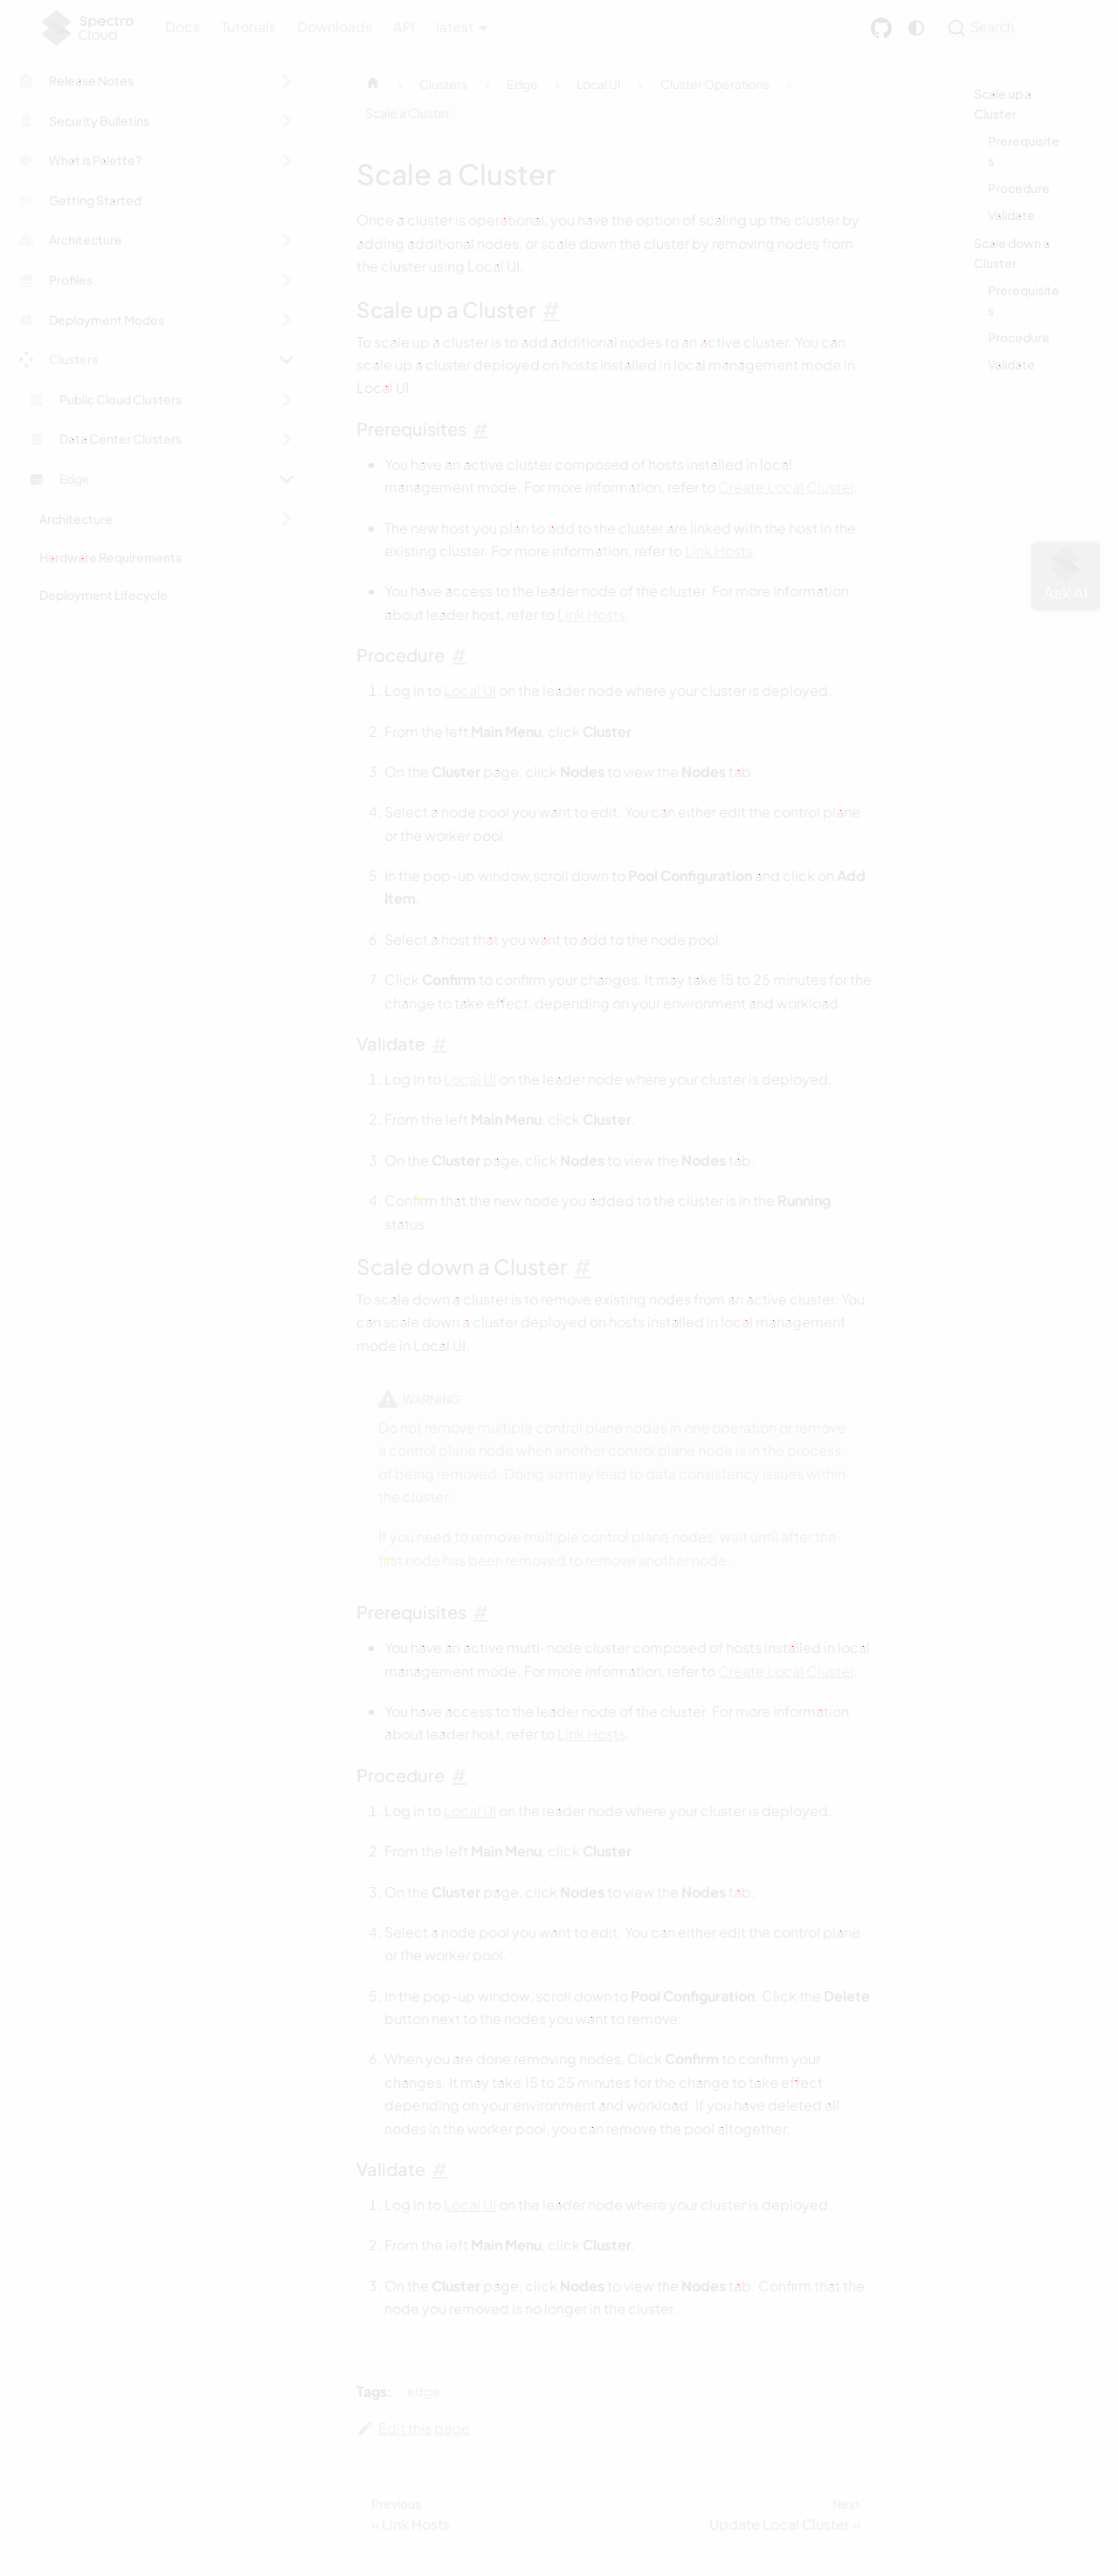 Spectro
Cloud
Docs
Tutorials
Downloads
API
latest
Search
Release Notes
Security Bulletins
What is Palette?
Getting Started
Architecture
Profiles
Deployment Modes
Clusters
Public Cloud Clusters
Data Center Clusters
Edge
Architecture
Hardware Requirements
Deployment Lifecycle
Clusters
Edge
Local UI
Cluster Operations
Scale a Cluster
Scale a Cluster
Once a cluster is operational, you have the option of scaling up the cluster by
adding additional nodes, or scale down the cluster by removing nodes from
the cluster using Local UI.
Scale up a Cluster #
To scale up a cluster is to add additional nodes to an active cluster. You can
scale up a cluster deployed on hosts installed in local management mode in
Local UI.
Prerequisites #
You have an active cluster composed of hosts installed in local
management mode. For more information, refer to Create Local Cluster.
The new host you plan to add to the cluster are linked with the host in the
existing cluster. For more information, refer to Link Hosts.
You have access to the leader node of the cluster. For more information
about leader host, refer to Link Hosts.
Procedure #
1. Log in to Local UI on the leader node where your cluster is deployed.
2. From the left Main Menu, click Cluster.
3. On the Cluster page, click Nodes to view the Nodes tab.
4. Select a node pool you want to edit. You can either edit the control plane
or the worker pool.
5. In the pop-up window,scroll down to Pool Configuration and click on Add
Item.
6. Select a host that you want to add to the node pool.
7. Click Confirm to confirm your changes. It may take 15 to 25 minutes for the
change to take effect, depending on your environment and workload.
Validate #
1. Log in to Local UI on the leader node where your cluster is deployed.
2. From the left Main Menu, click Cluster.
3. On the Cluster page, click Nodes to view the Nodes tab.
4. Confirm that the new node you added to the cluster is in the Running
status.
Scale down a Cluster #
To scale down a cluster is to remove existing nodes from an active cluster. You
can scale down a cluster deployed on hosts installed in local management
mode in Local UI.
WARNING
Do not remove multiple control plane nodes in one operation or remove
a control plane node when another control plane node is in the process
of being removed. Doing so may lead to data consistency issues within
the cluster.
If you need to remove multiple control plane nodes, wait until after the
first node has been removed to remove another node.
Prerequisites #
You have an active multi-node cluster composed of hosts installed in local
management mode. For more information, refer to Create Local Cluster.
You have access to the leader node of the cluster. For more information
about leader host, refer to Link Hosts.
Procedure #
1. Log in to Local UI on the leader node where your cluster is deployed.
2. From the left Main Menu, click Cluster.
3. On the Cluster page, click Nodes to view the Nodes tab.
4. Select a node pool you want to edit. You can either edit the control plane
or the worker pool.
5. In the pop-up window, scroll down to Pool Configuration. Click the Delete
button next to the nodes you want to remove.
6. When you are done removing nodes, Click Confirm to confirm your
changes. It may take 15 to 25 minutes for the change to take effect
depending on your environment and workload. If you have deleted all
nodes in the worker pool, you can remove the pool altogether.
Validate #
1. Log in to Local UI on the leader node where your cluster is deployed.
2. From the left Main Menu, click Cluster.
3. On the Cluster page, click Nodes to view the Nodes tab. Confirm that the
node you removed is no longer in the cluster.
Tags:
edge
Edit this page
Previous
« Link Hosts
Next
Update Local Cluster »
Scale up a
Cluster
Prerequisite
s
Procedure
Validate
Scale down a
Cluster
Prerequisite
s
Procedure
Validate
Ask AI